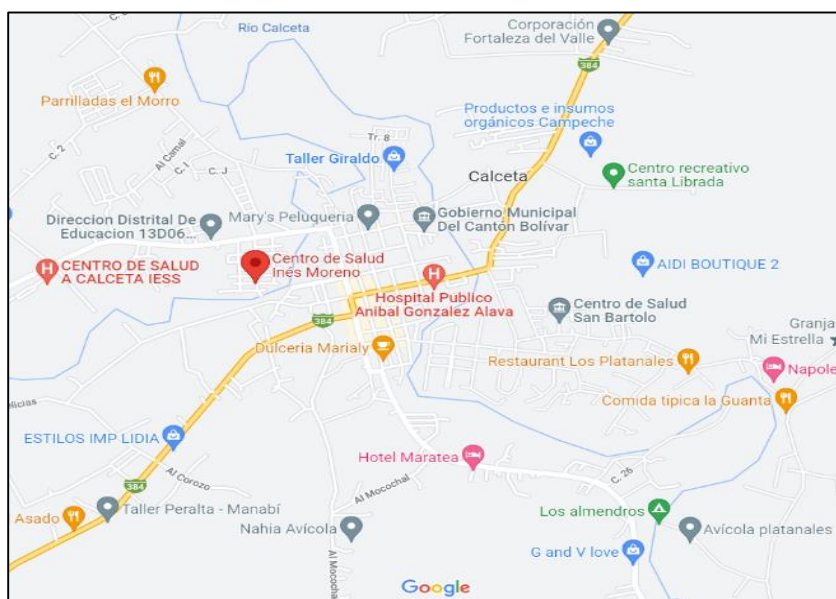 Corporación
Fortaleza del Valle
Río Calceta
384
Parrilladas el Morro
Productos e insumos
orgánicos Campeche
C. 2
Al Camal
Tr. 8
C. I
C. J
Taller Giraldo
Calceta
Centro recreativo
santa Librada
Direccion Distrital De
Educacion 13D06...
Mary's Peluqueria
Gobierno Municipal
Del Cantón Bolívar
CENTRO DE SALUD
A CALCETA IESS
Centro de Salud
Inés Moreno
AIDI BOUTIQUE 2
Hospital Publico
Anibal Gonzalez Alava
Centro de Salud
San Bartolo
384
Granja
Mi Estrella
Dulceria Marialy
Restaurant Los Platanales
Napole
Comida tipica la Guanta
elicias
ESTILOS IMP LIDIA
Hotel Maratea
Al Corozo
C. 26
384
Al Mocochal
Asado
Taller Peralta - Manabí
Nahia Avícola
Los almendros
Avícola platanales
Al Mocochal
G and V love
Google